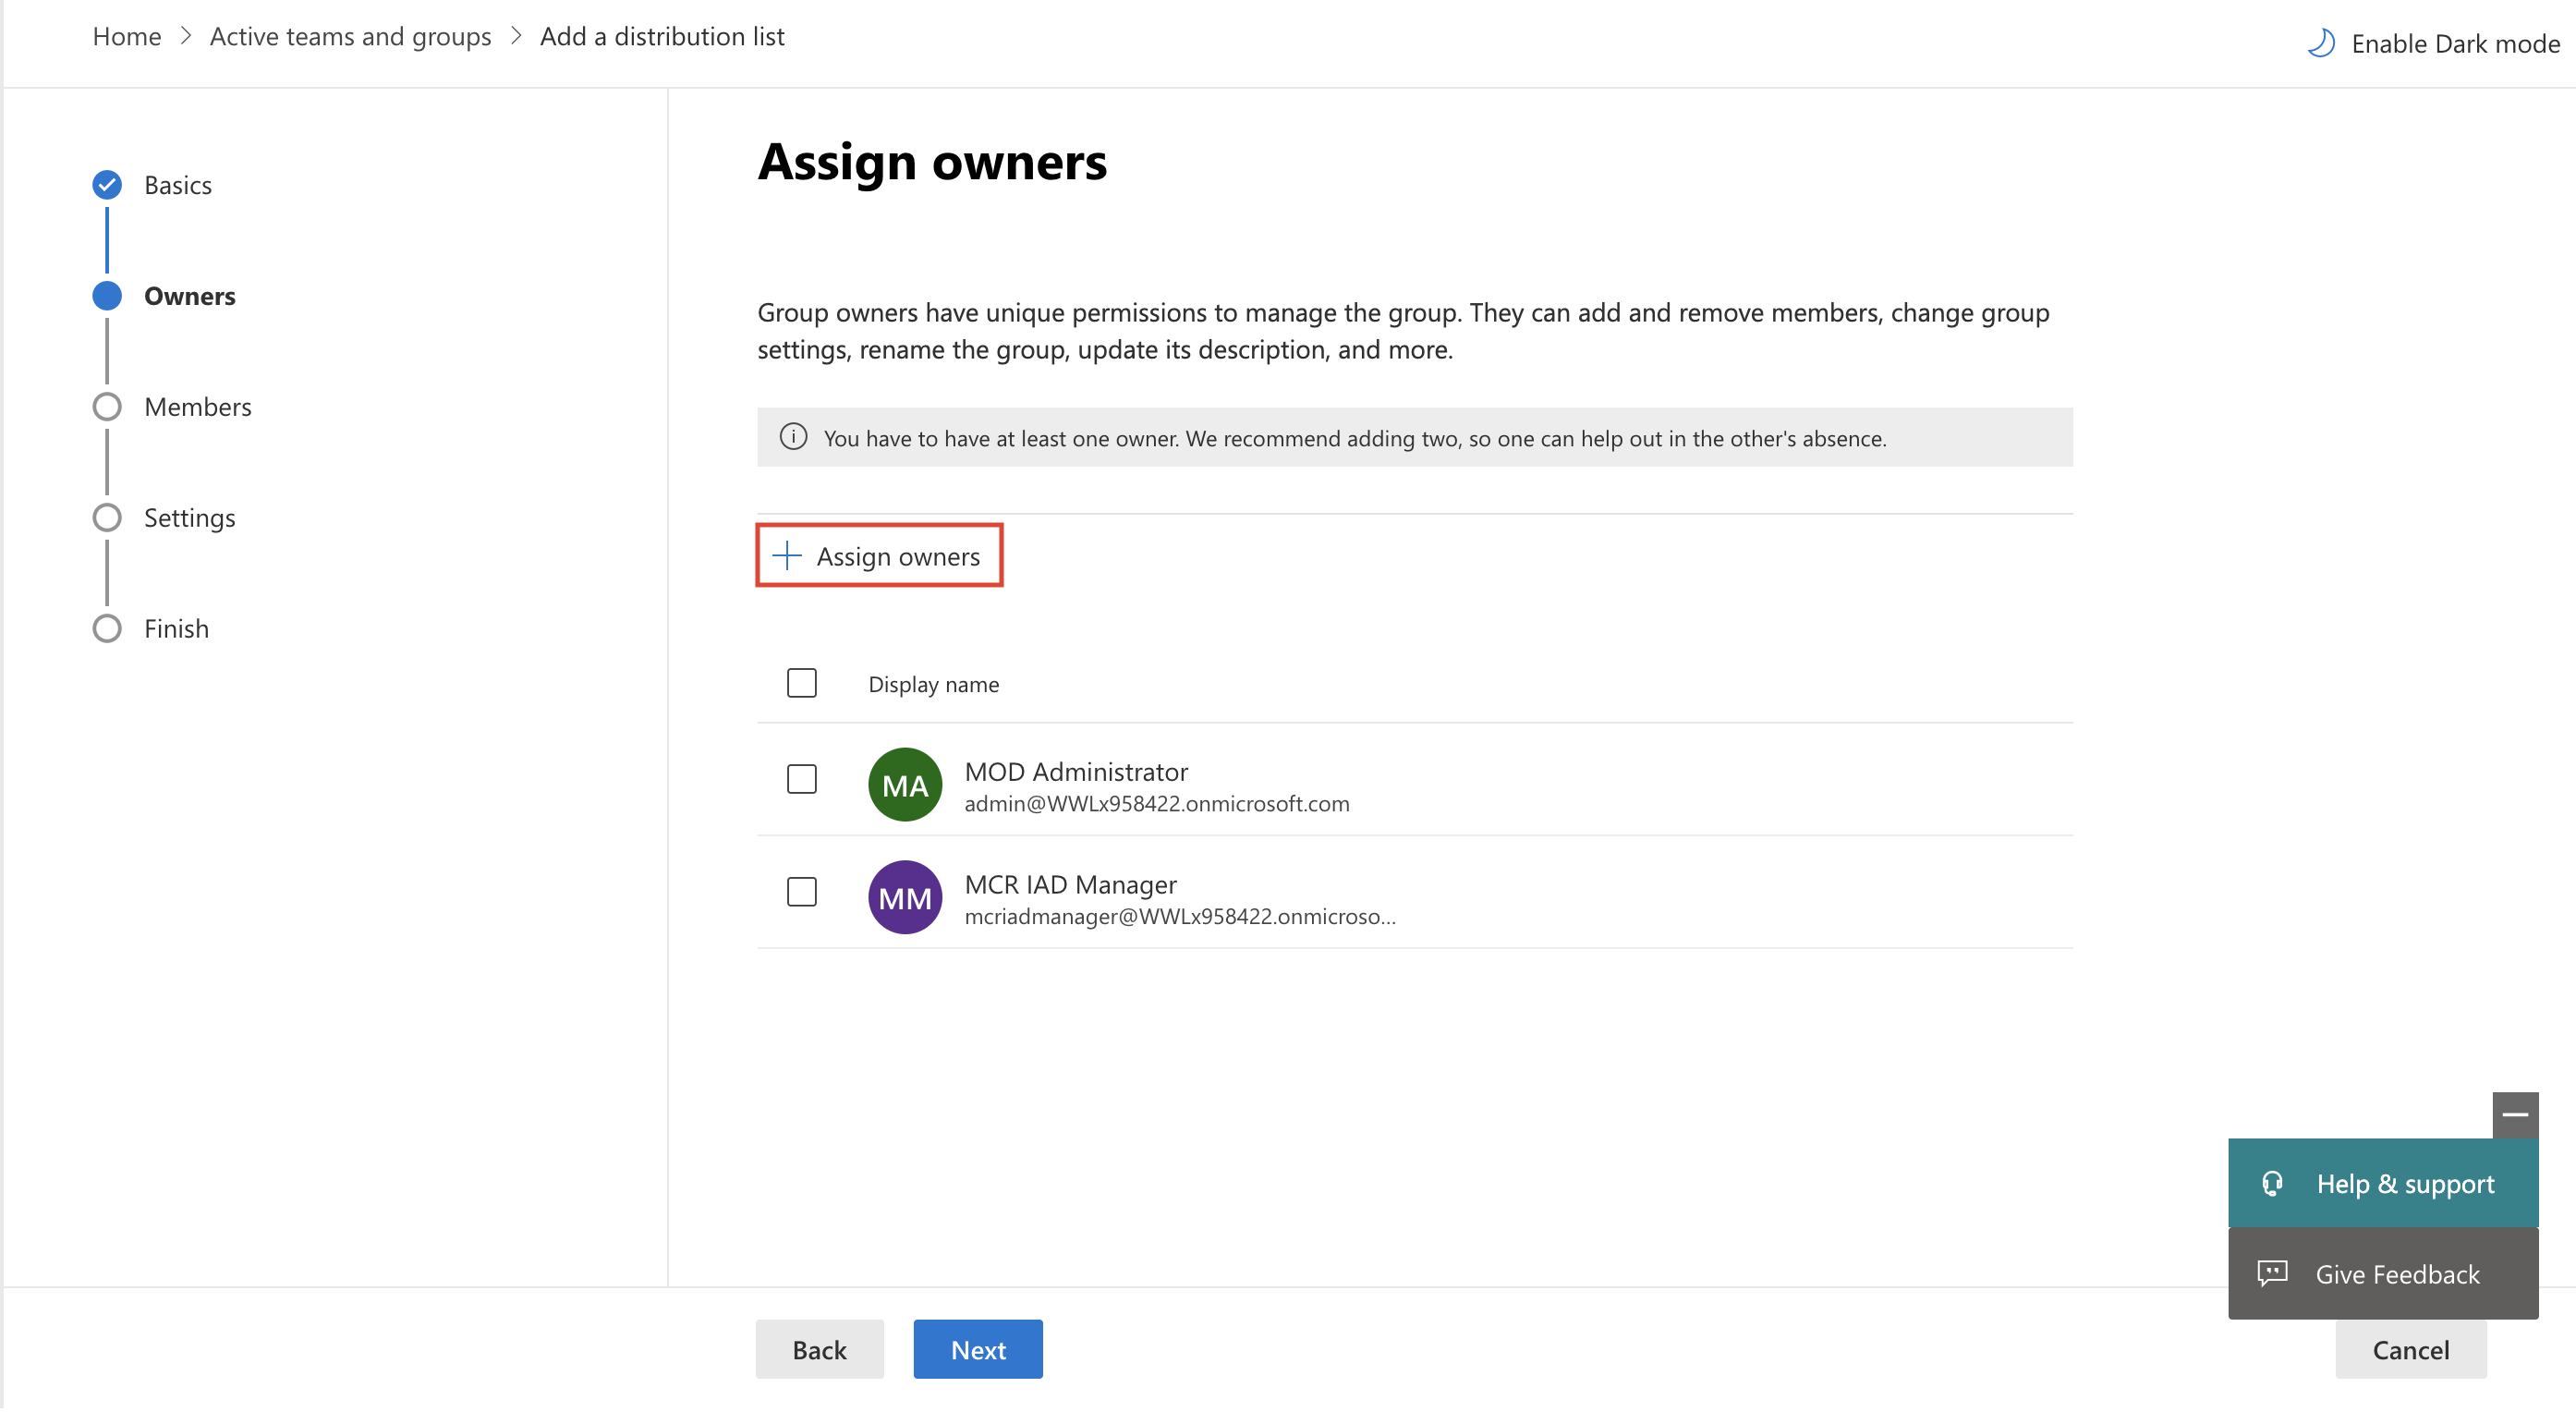 Home > Active teams and groups > Add a distribution list
Enable Dark mode
Basics
Owners
Members
Settings
Finish
Assign owners
Group owners have unique permissions to manage the group. They can add and remove members, change group
settings, rename the group, update its description, and more.
You have to have at least one owner. We recommend adding two, so one can help out in the other's absence.
Assign owners
Display name
MA
MOD Administrator
admin@WWLx958422.onmicrosoft.com
MM
MCR IAD Manager
mcriadmanager@WWLx958422.onmicroso...
Help & support
Give Feedback
Back
Next
Cancel